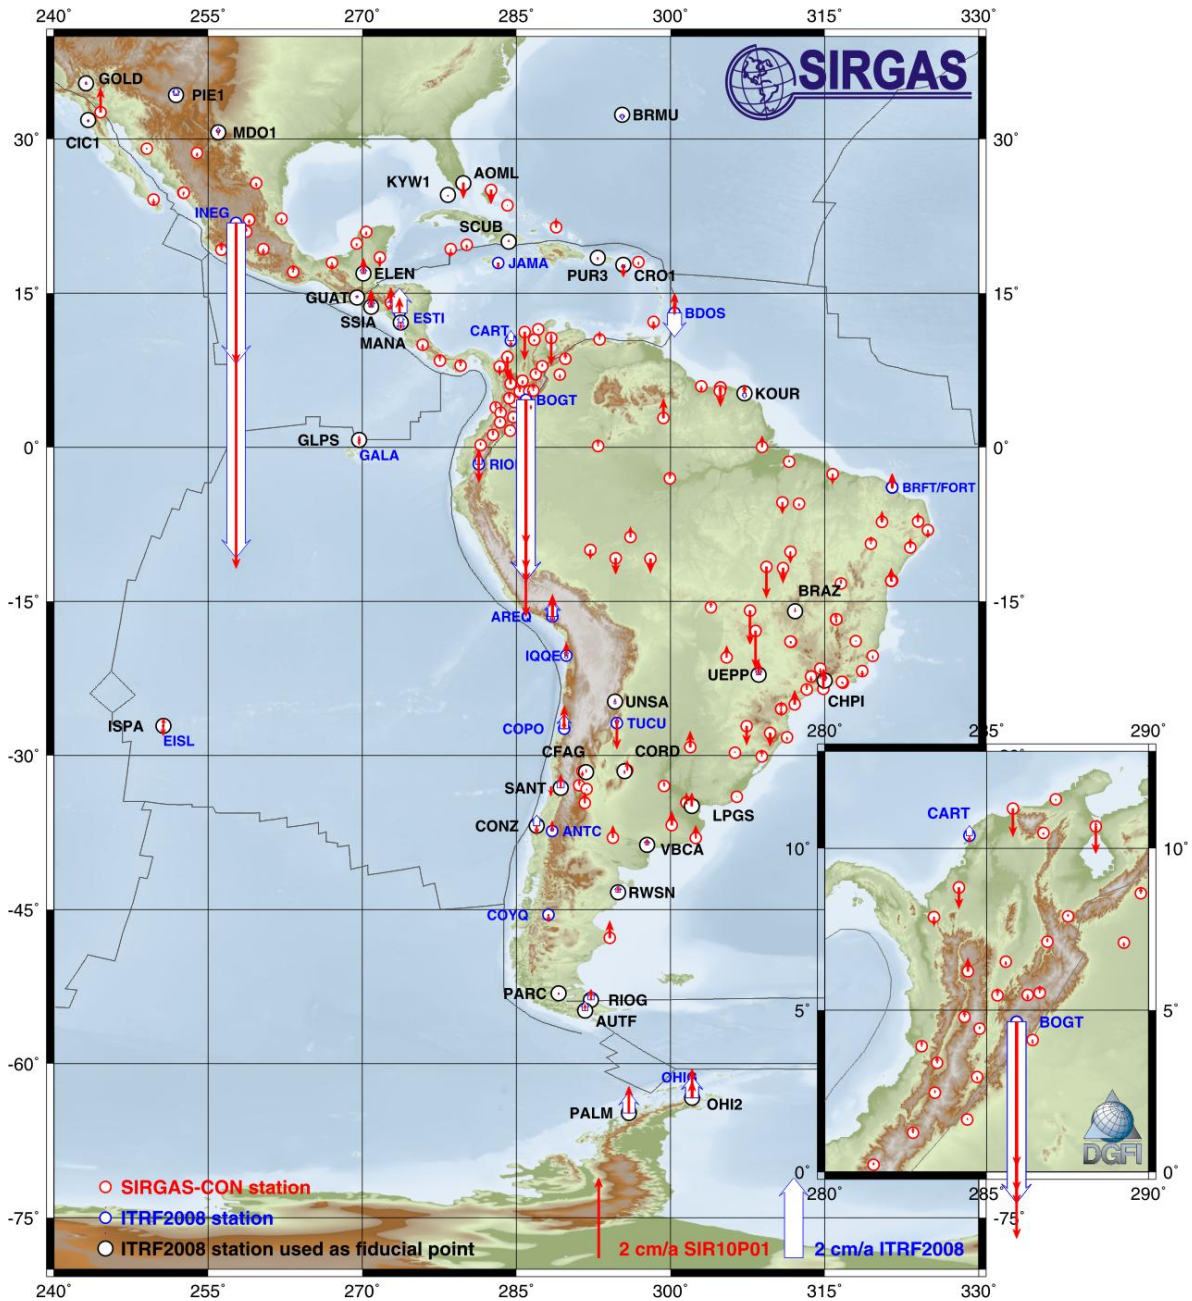 240˚ 255˚ 270˚ 285˚ 300˚ 315˚ 330˚
SIRGAS
GOLD
PIE1
BRMU
CIC1
MDO1
30˚ 30˚
AOML
KYW1
INEG
SCUB
JAMA
ELEN
PUR3
CRO1
15˚ 15˚
GUAT
SSIA
ESTI
BDOS
MANA
CART
KOUR
BOGT
GLPS
0˚ 0˚
GALA
BRFT/FORT
-15˚ -15˚
AREQ
BRAZ
IQQE
UEPP
CHPI
UNSA
ISPA
EISL
COPO
TUCU
-30˚ -30˚
CFAG
CORD
SANT
LPGS
CONZ
ANTC
VBCA
RWSN
-45˚
COYQ
PARC
RIOG
AUTF
-60˚
PALM
OHI2
280˚ 285˚ 290˚
CART
10˚ 10˚
5˚ 5˚
BOGT
DGFI
0˚ 0˚
280˚ 285˚ 290˚
SIRGAS-CON station
ITRF2008 station
ITRF2008 station used as fiducial point
2 cm/a SIR10P01
2 cm/a ITRF2008
-75˚ -75˚
240˚ 255˚ 270˚ 285˚ 300˚ 315˚ 330˚